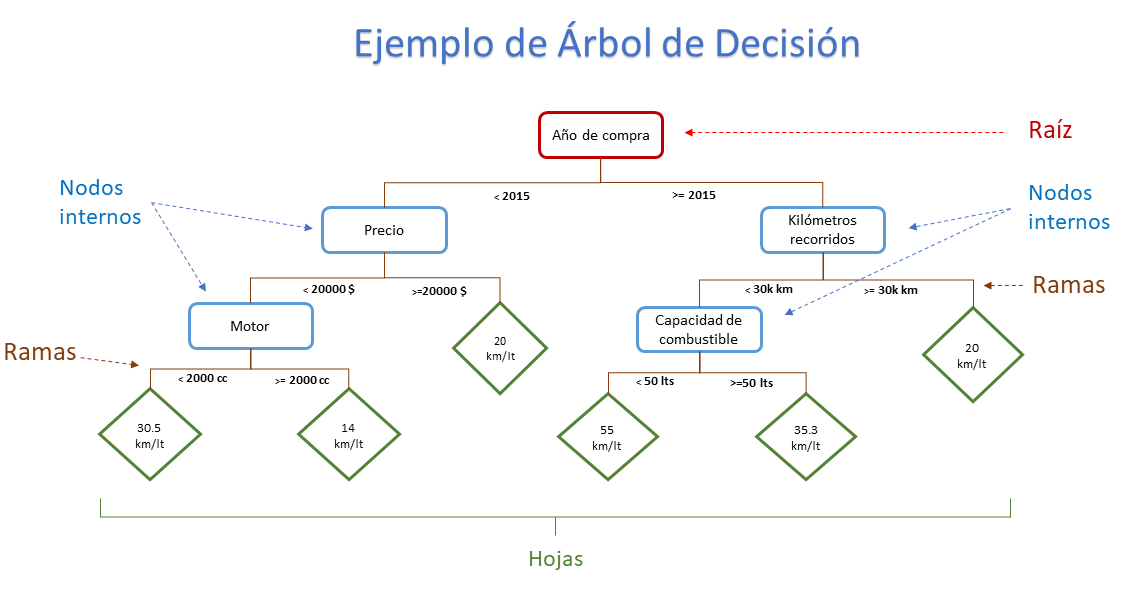 Ejemplo de Árbol de Decisión
Año de compra
Raíz
Nodos
internos
Nodos
internos
< 2015
>= 2015
Precio
Kilómetros
recorridos
< 20000 $
>=20000 $
< 30k km
>= 30k km
Ramas
Motor
20
km/lt
Capacidad de
combustible
20
km/lt
Ramas
< 2000 cc
>= 2000 cc
< 50 lts
>=50 lts
30.5
km/lt
14
km/lt
55
km/lt
35.3
km/lt
Hojas